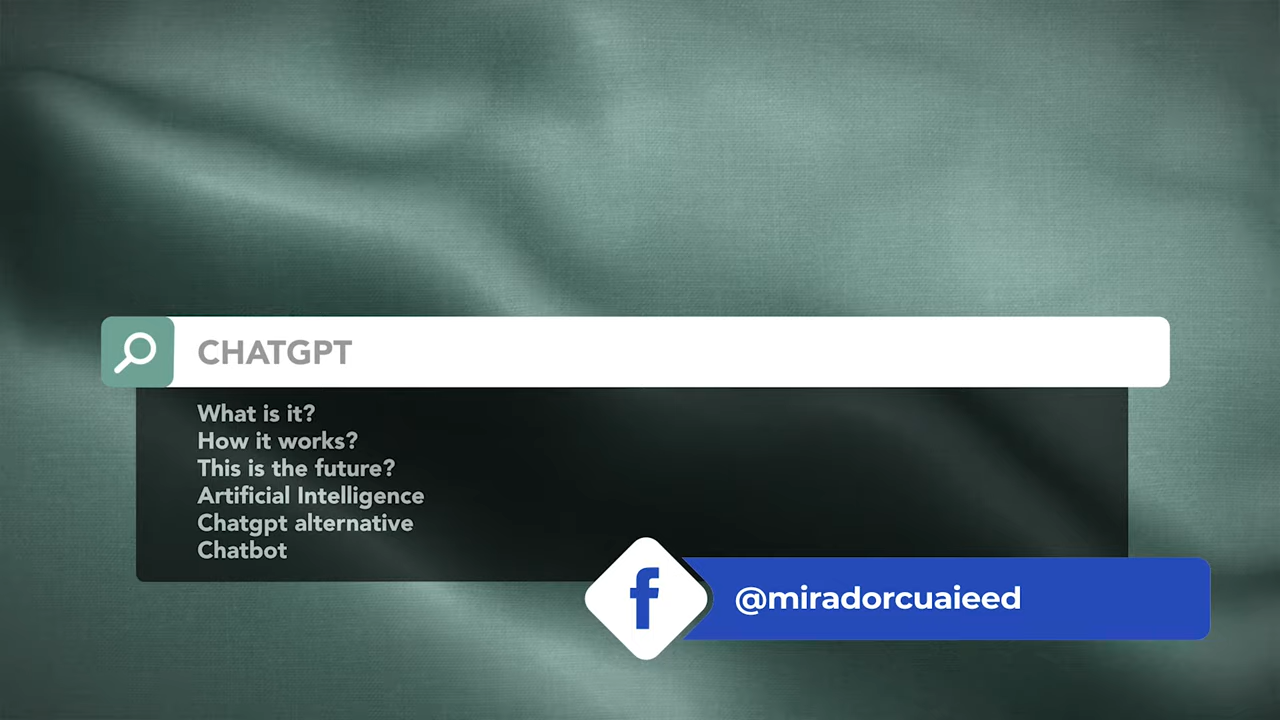 CHATGPT
What is it?
How it works?
This is the future?
Artificial Intelligence
Chatgpt alternative
Chatbot
@miradorcuaieed